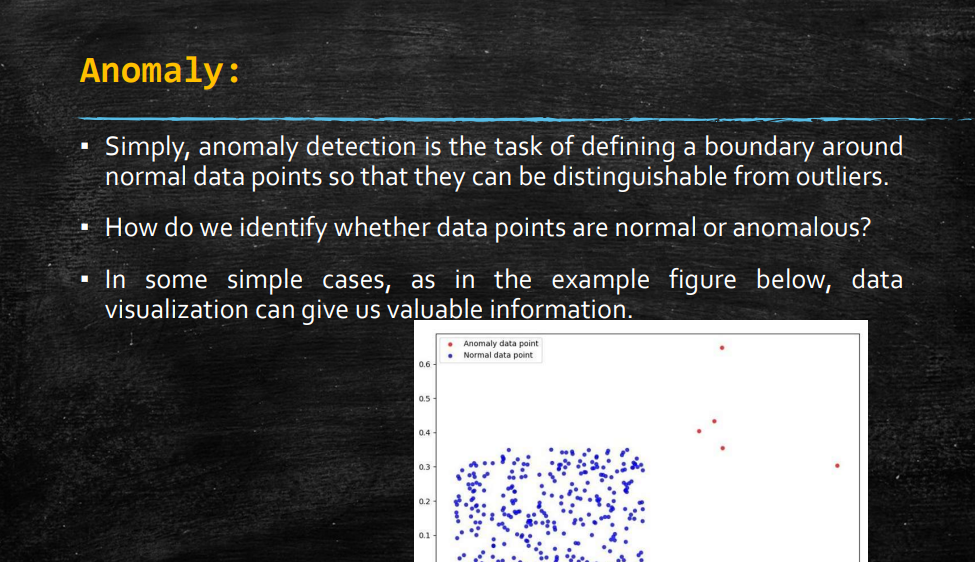 Anomaly:
▪ Simply, anomaly detection is the task of defining a boundary around
normal data points so that they can be distinguishable from outliers.
▪ How do we identify whether data points are normal or anomalous?
▪ In some simple cases, as in the example figure below, data
visualization can give us valuable information.
Anomaly data point
Normal data point
0.6
0.5
0.4
0.3
0.2
0.1